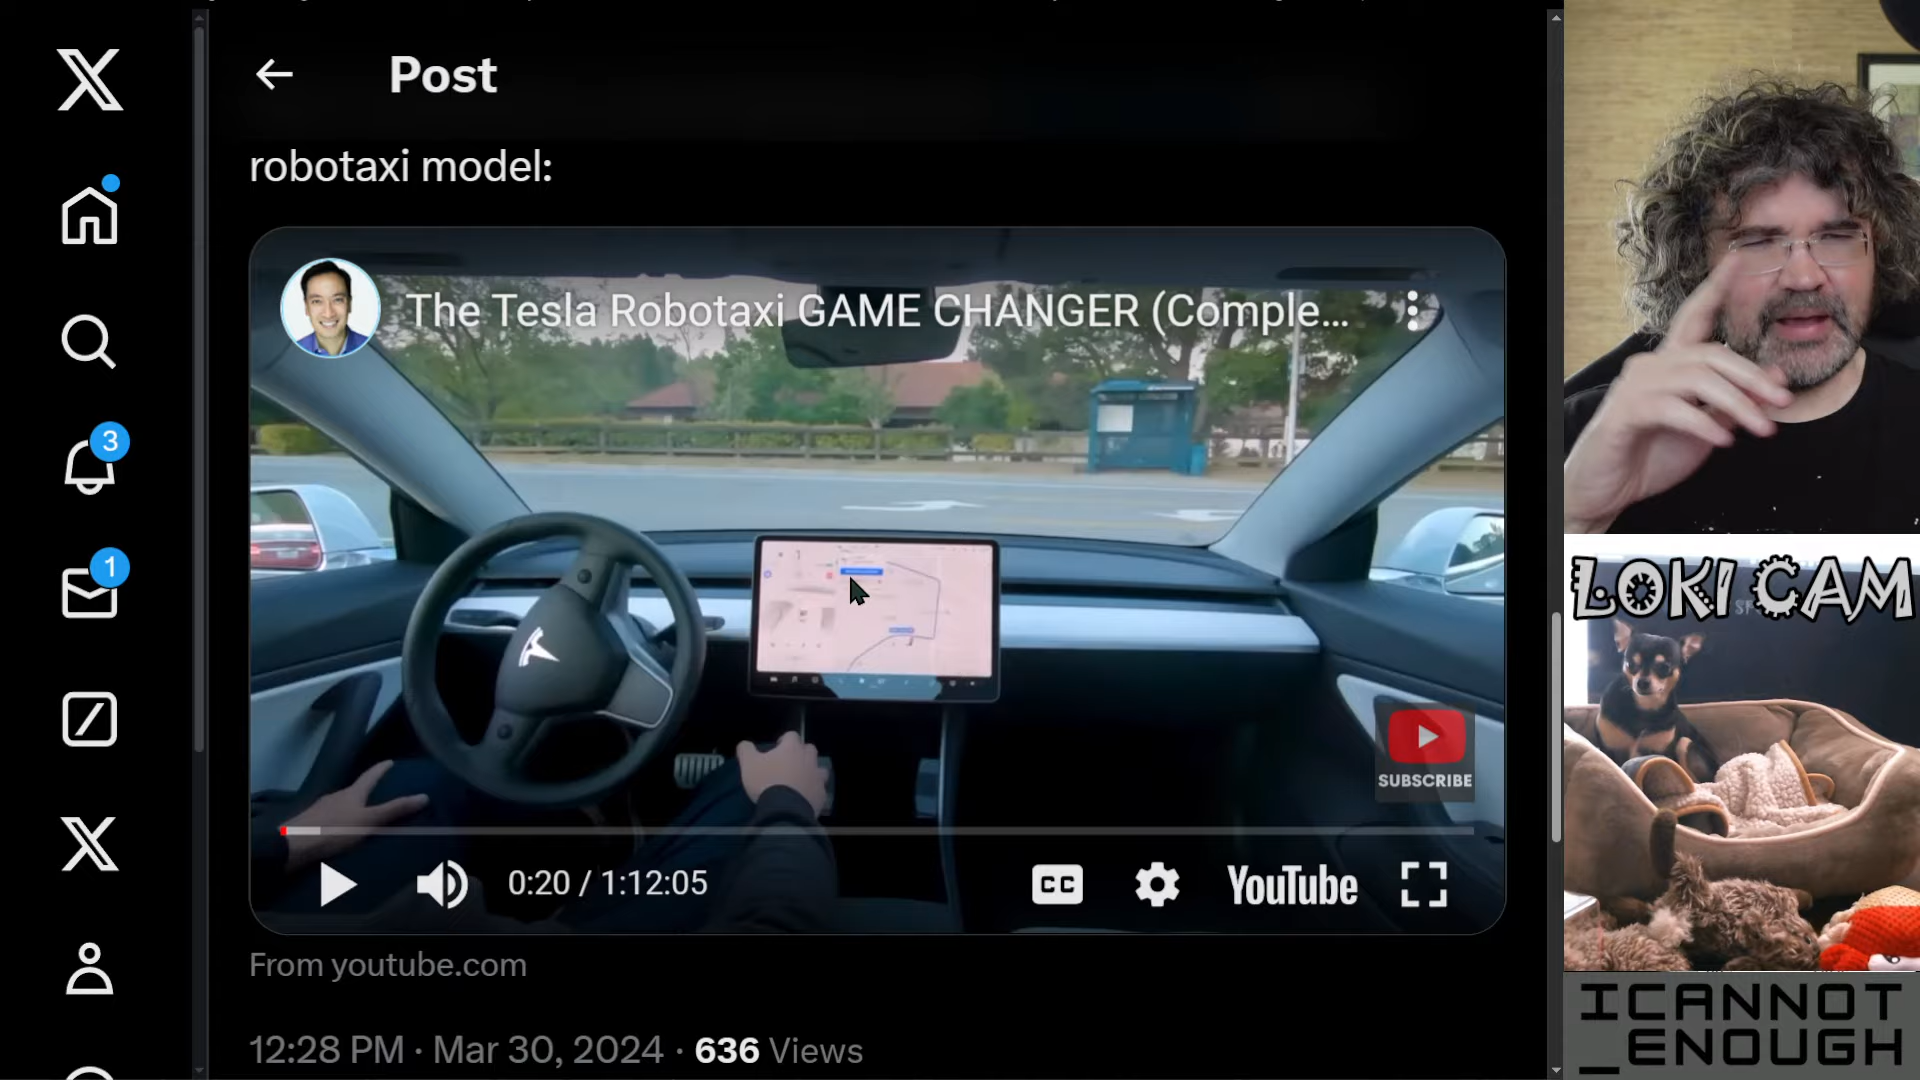 Post
robotaxi model:
The Tesla Robotaxi GAME CHANGER (Comple...
3
1
SUBSCRIBE
0:20 / 1:12:05
CC
YouTube
From youtube.com
12:28 PM · Mar 30, 2024 · 636 Views
LOKI CAM
ICANNOT
_ENOUGH